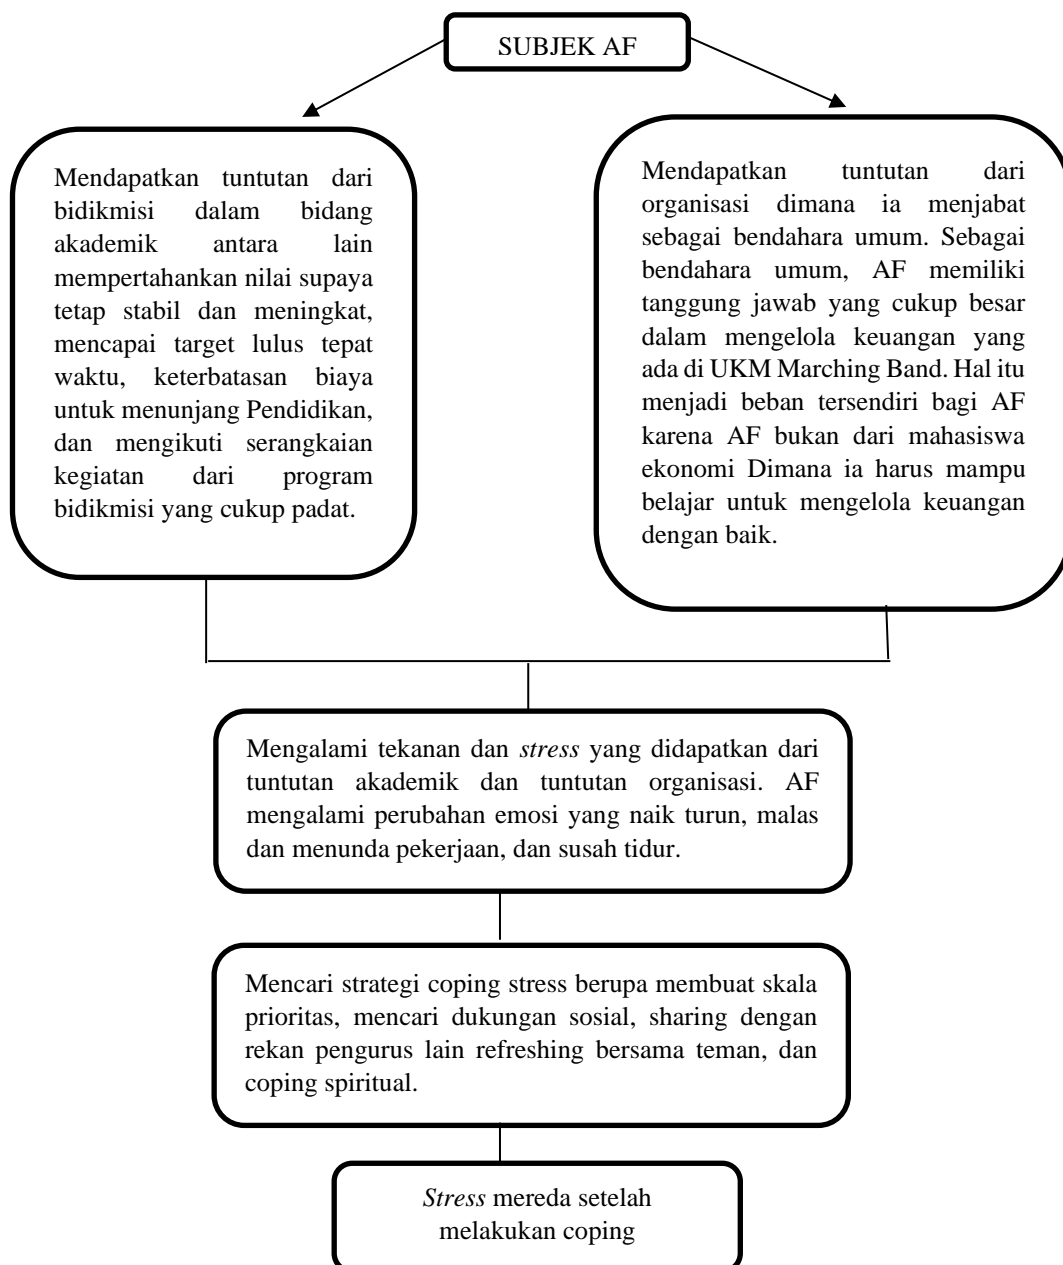 SUBJEK AF
Mendapatkan tuntutan dari
bidikmisi dalam bidang
akademik antara lain
mempertahankan nilai supaya
tetap stabil dan meningkat,
mencapai target lulus tepat
waktu, keterbatasan biaya
untuk menunjang Pendidikan,
dan mengikuti serangkaian
kegiatan dari program
bidikmisi yang cukup padat.
Mendapatkan tuntutan dari
organisasi dimana ia menjabat
sebagai bendahara umum. Sebagai
bendahara umum, AF memiliki
tanggung jawab yang cukup besar
dalam mengelola keuangan yang
ada di UKM Marching Band. Hal itu
menjadi beban tersendiri bagi AF
karena AF bukan dari mahasiswa
ekonomi Dimana ia harus mampu
belajar untuk mengelola keuangan
dengan baik.
Mengalami tekanan dan stress yang didapatkan dari
tuntutan akademik dan tuntutan organisasi. AF
mengalami perubahan emosi yang naik turun, malas
dan menunda pekerjaan, dan susah tidur.
Mencari strategi coping stress berupa membuat skala
prioritas, mencari dukungan sosial, sharing dengan
rekan pengurus lain refreshing bersama teman, dan
coping spiritual.
Stress mereda setelah
melakukan coping